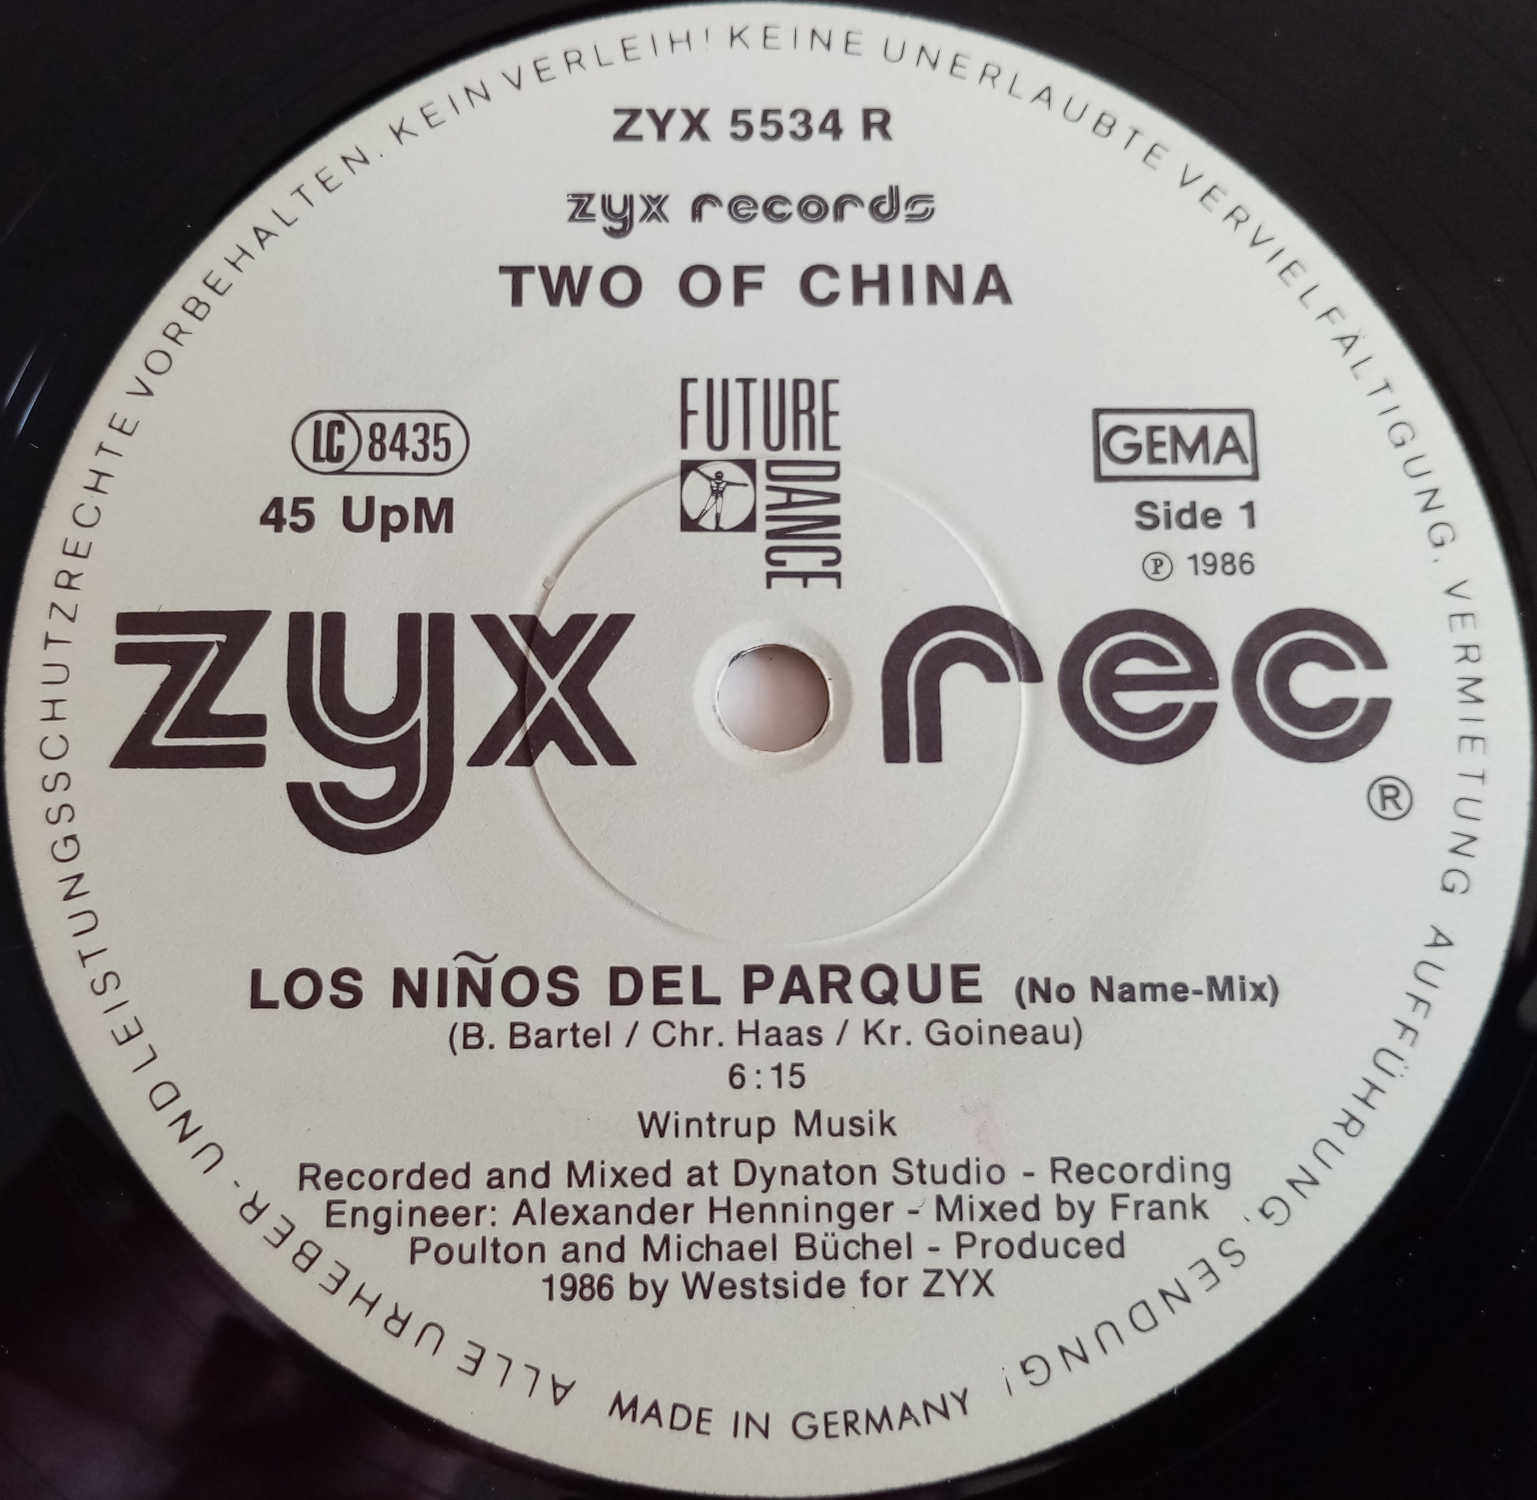 ZYX 5534 R
zyx records
TWO OF CHINA
FUTURE
DANCE
LC 8435
GEMA
45 UpM
Side 1
Ⓟ 1986
zyx rec ®
LOS NIÑOS DEL PARQUE (No Name-Mix)
(B. Bartel / Chr. Haas / Kr. Goineau)
6:15
Wintrup Musik
Recorded and Mixed at Dynaton Studio - Recording
Engineer: Alexander Henninger - Mixed by Frank
Poulton and Michael Büchel - Produced
1986 by Westside for ZYX
ALLE URHEBER- UND LEISTUNGSSCHUTZRECHTE VORBEHALTEN. KEIN VERLEIH! KEINE UNERLAUBTE VERVIELFÄLTIGUNG, VERMIETUNG AUFFÜHRUNG, SENDUNG!
MADE IN GERMANY